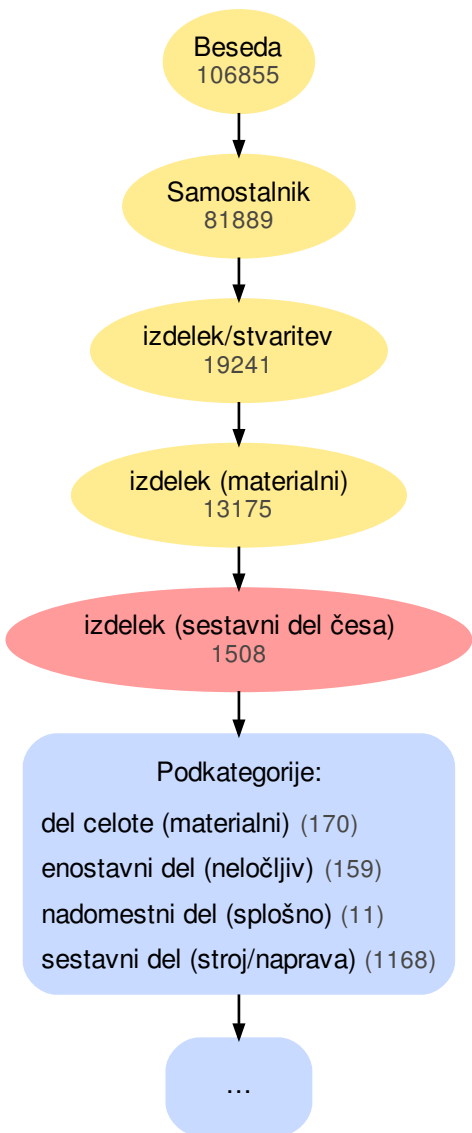 Beseda
106855
Samostalnik
81889
izdelek/stvaritev
19241
izdelek (materialni)
13175
izdelek (sestavni del česa)
1508
Podkategorije:
del celote (materialni) (170)
enostavni del (neločljiv) (159)
nadomestni del (splošno) (11)
sestavni del (stroj/naprava) (1168)
...